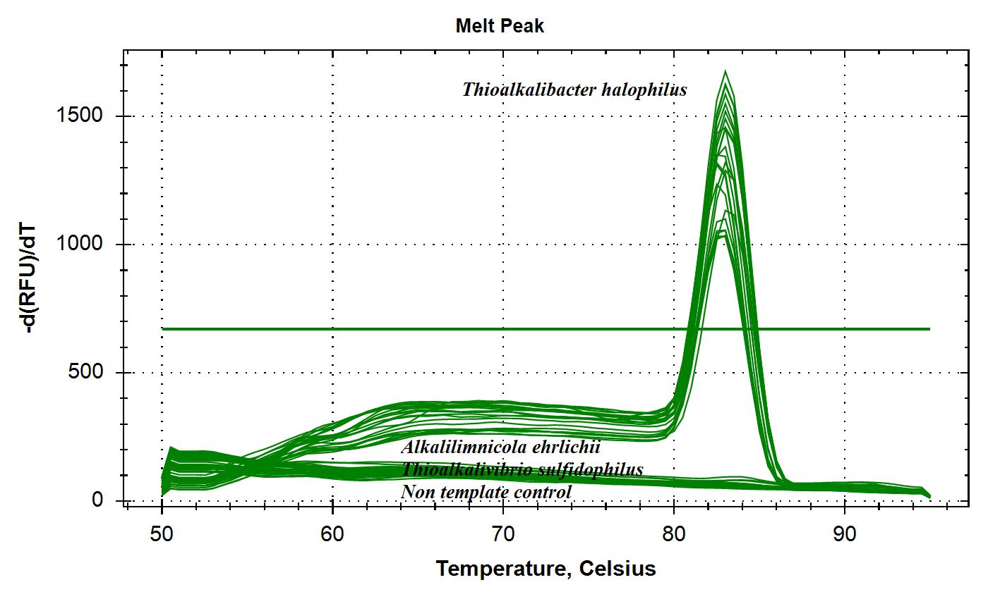 Melt Peak
Thioalkalibacter halophilus
1500
1000
-d(RFU)/dT
500
Alkalilimnicola ehrlichii
Thioalkalivibrio sulfidophilus
Non template control
0
50 60 70 80 90
Temperature, Celsius